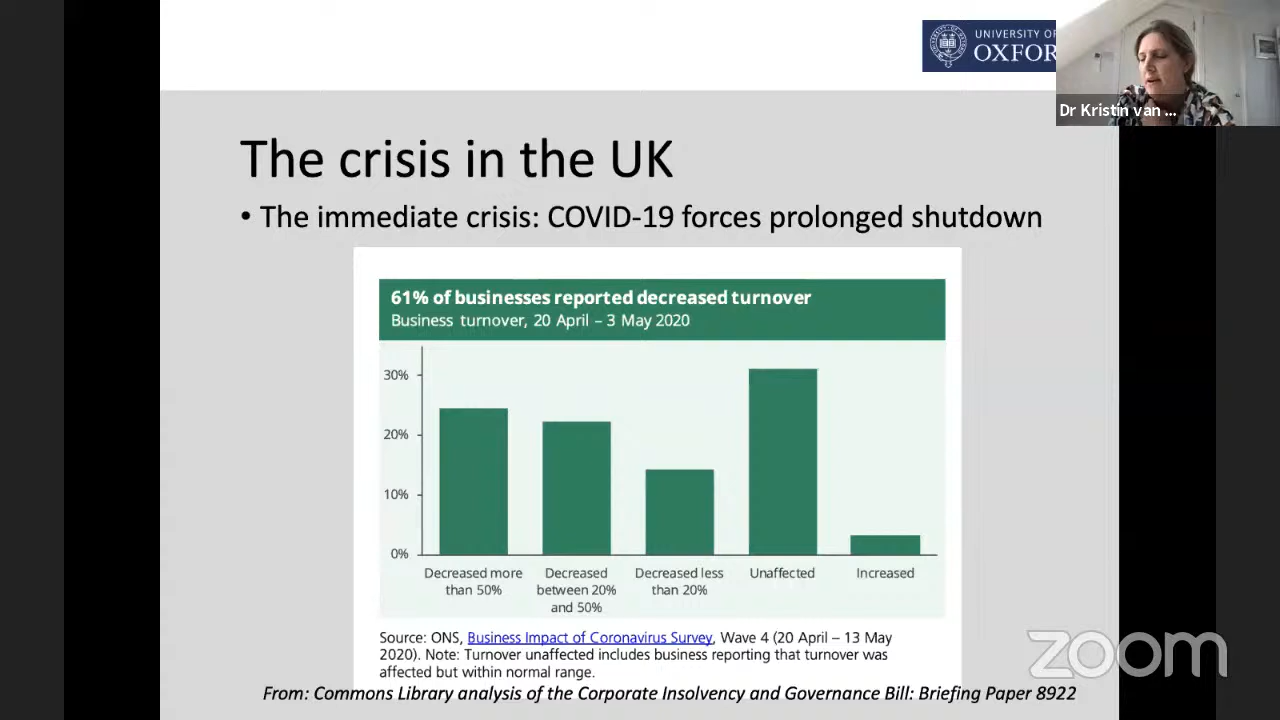 UNIVERSITY OF
OXFOR
Dr Kristin van ...
The crisis in the UK
• The immediate crisis: COVID-19 forces prolonged shutdown
61% of businesses reported decreased turnover
Business turnover, 20 April – 3 May 2020
30%
20%
10%
0%
Decreased more
than 50%
Decreased
between 20%
and 50%
Decreased less
than 20%
Unaffected
Increased
Source: ONS, Business Impact of Coronavirus Survey, Wave 4 (20 April – 13 May
2020). Note: Turnover unaffected includes business reporting that turnover was
affected but within normal range.
From: Commons Library analysis of the Corporate Insolvency and Governance Bill: Briefing Paper 8922
zoom